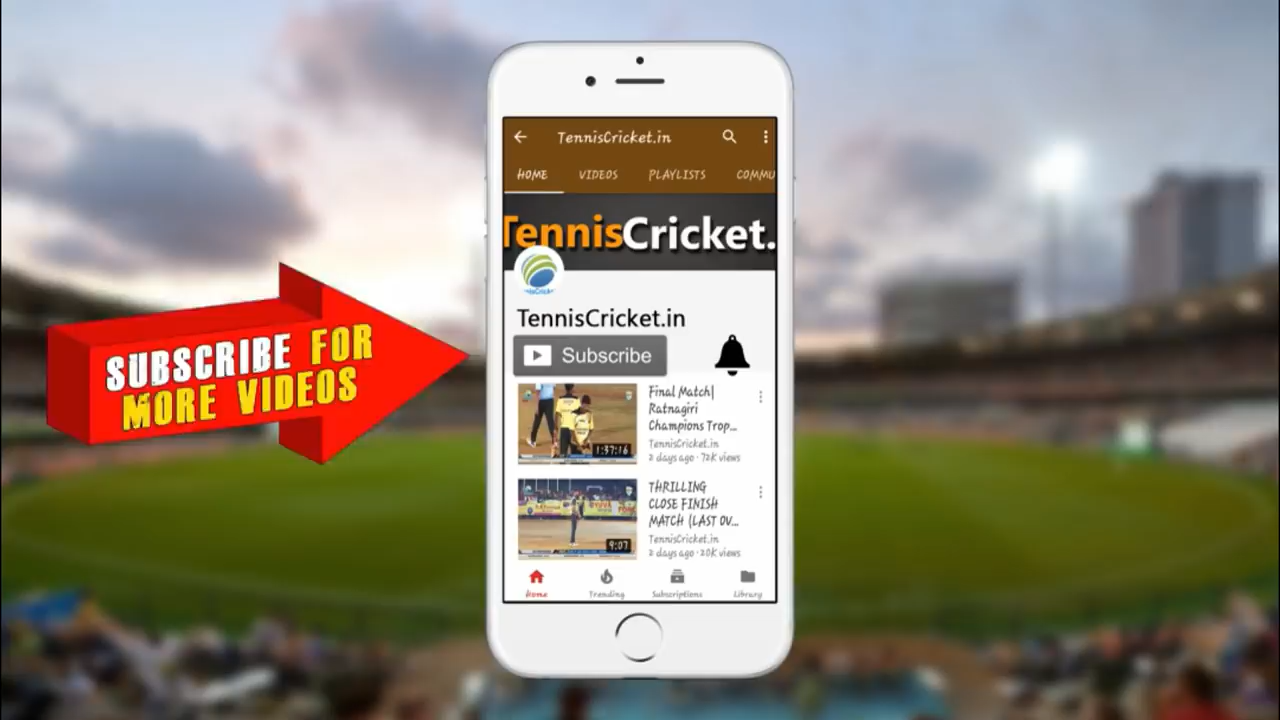 TennisCricket.in
HOME VIDEOS PLAYLISTS COMMU
TennisCricket.
TennisCricket.in
Subscribe
SUBSCRIBE FOR
MORE VIDEOS
Final Match|
Ratnagiri
Champions Trop...
TennisCricket.in
2 days ago · 72K views
1:37:16
THRILLING
CLOSE FINISH
MATCH (LAST OV...
TennisCricket.in
2 days ago · 20K views
9:07
Home Trending Subscriptions Library